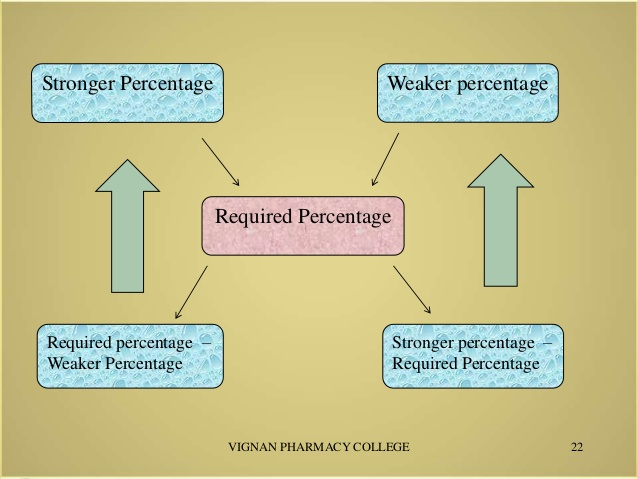 Stronger Percentage
Weaker percentage
Required Percentage
Required percentage –
Weaker Percentage
Stronger percentage –
Required Percentage
VIGNAN PHARMACY COLLEGE
22